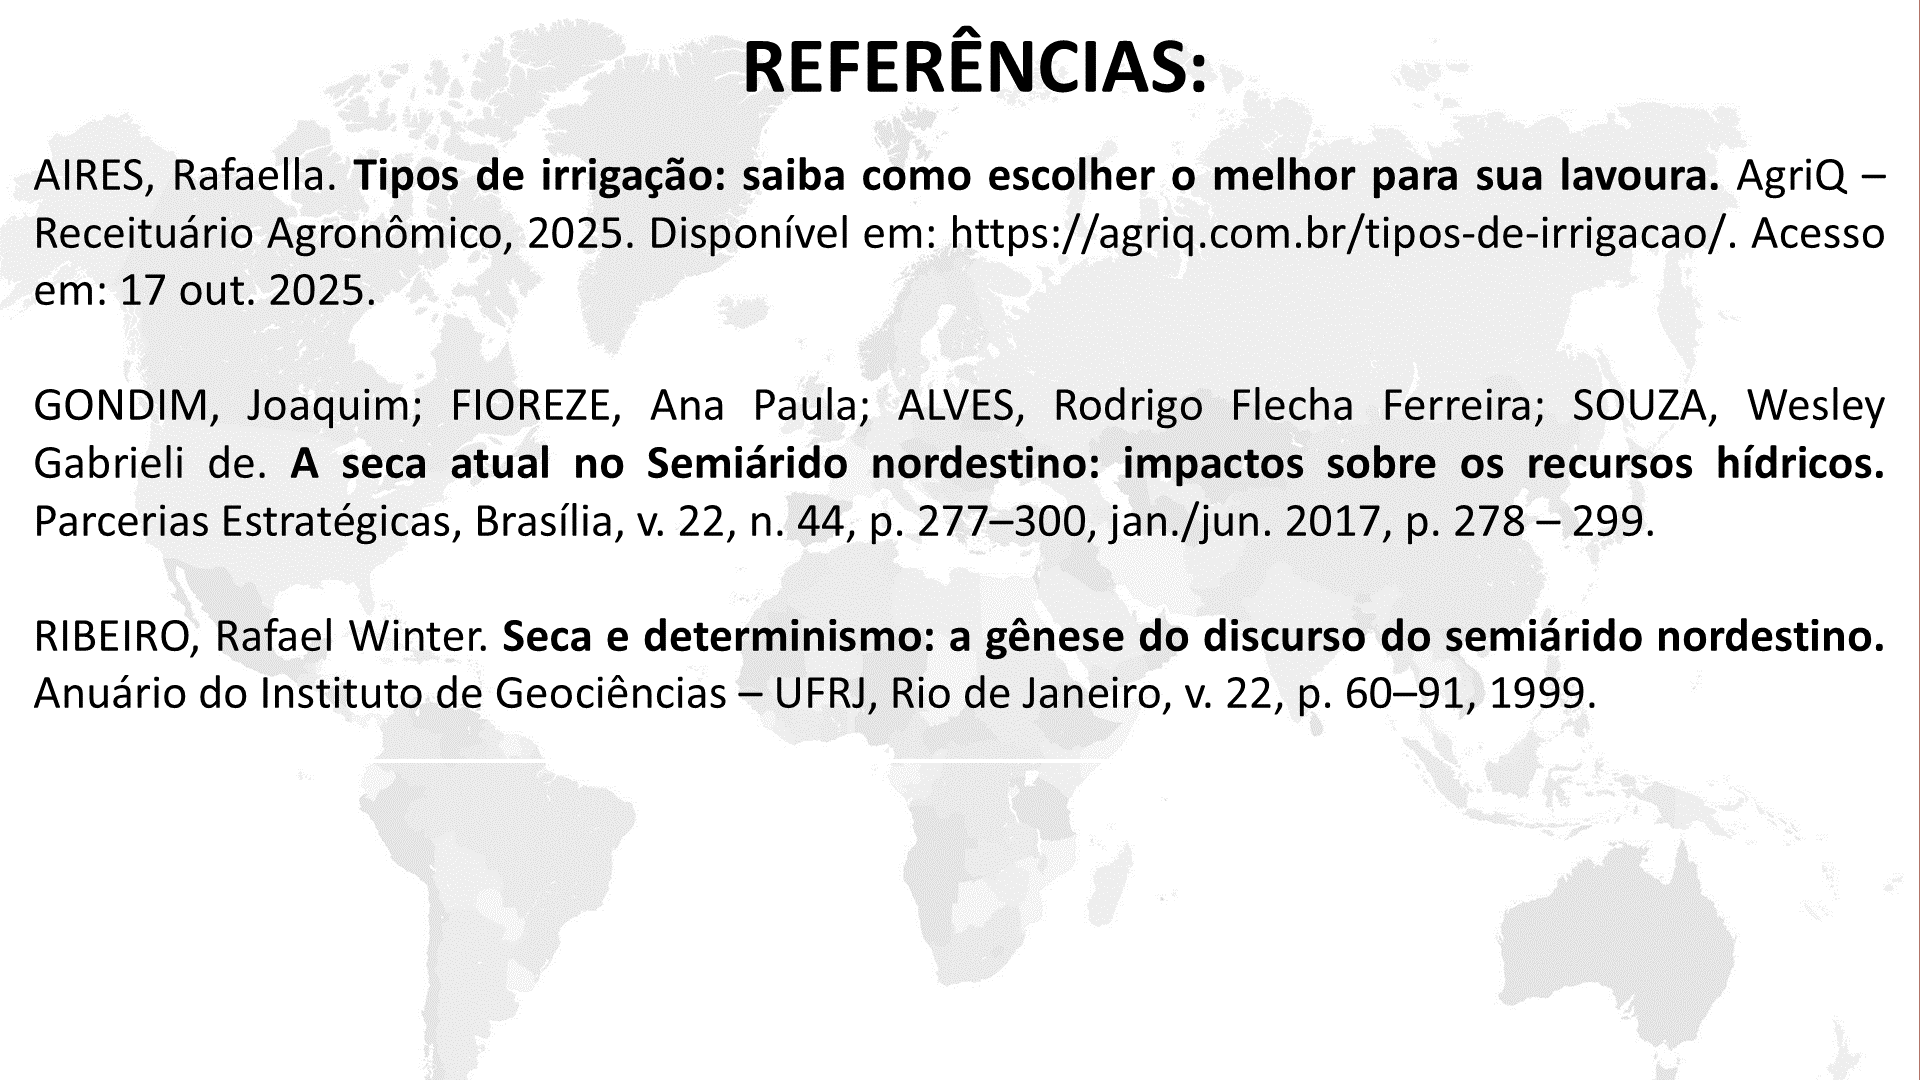 REFERÊNCIAS:
AIRES, Rafaella. Tipos de irrigação: saiba como escolher o melhor para sua lavoura. AgriQ –
Receituário Agronômico, 2025. Disponível em: https://agriq.com.br/tipos-de-irrigacao/. Acesso
em: 17 out. 2025.
GONDIM, Joaquim; FIOREZE, Ana Paula; ALVES, Rodrigo Flecha Ferreira; SOUZA, Wesley
Gabrieli de. A seca atual no Semiárido nordestino: impactos sobre os recursos hídricos.
Parcerias Estratégicas, Brasília, v. 22, n. 44, p. 277–300, jan./jun. 2017, p. 278 – 299.
RIBEIRO, Rafael Winter. Seca e determinismo: a gênese do discurso do semiárido nordestino.
Anuário do Instituto de Geociências – UFRJ, Rio de Janeiro, v. 22, p. 60–91, 1999.